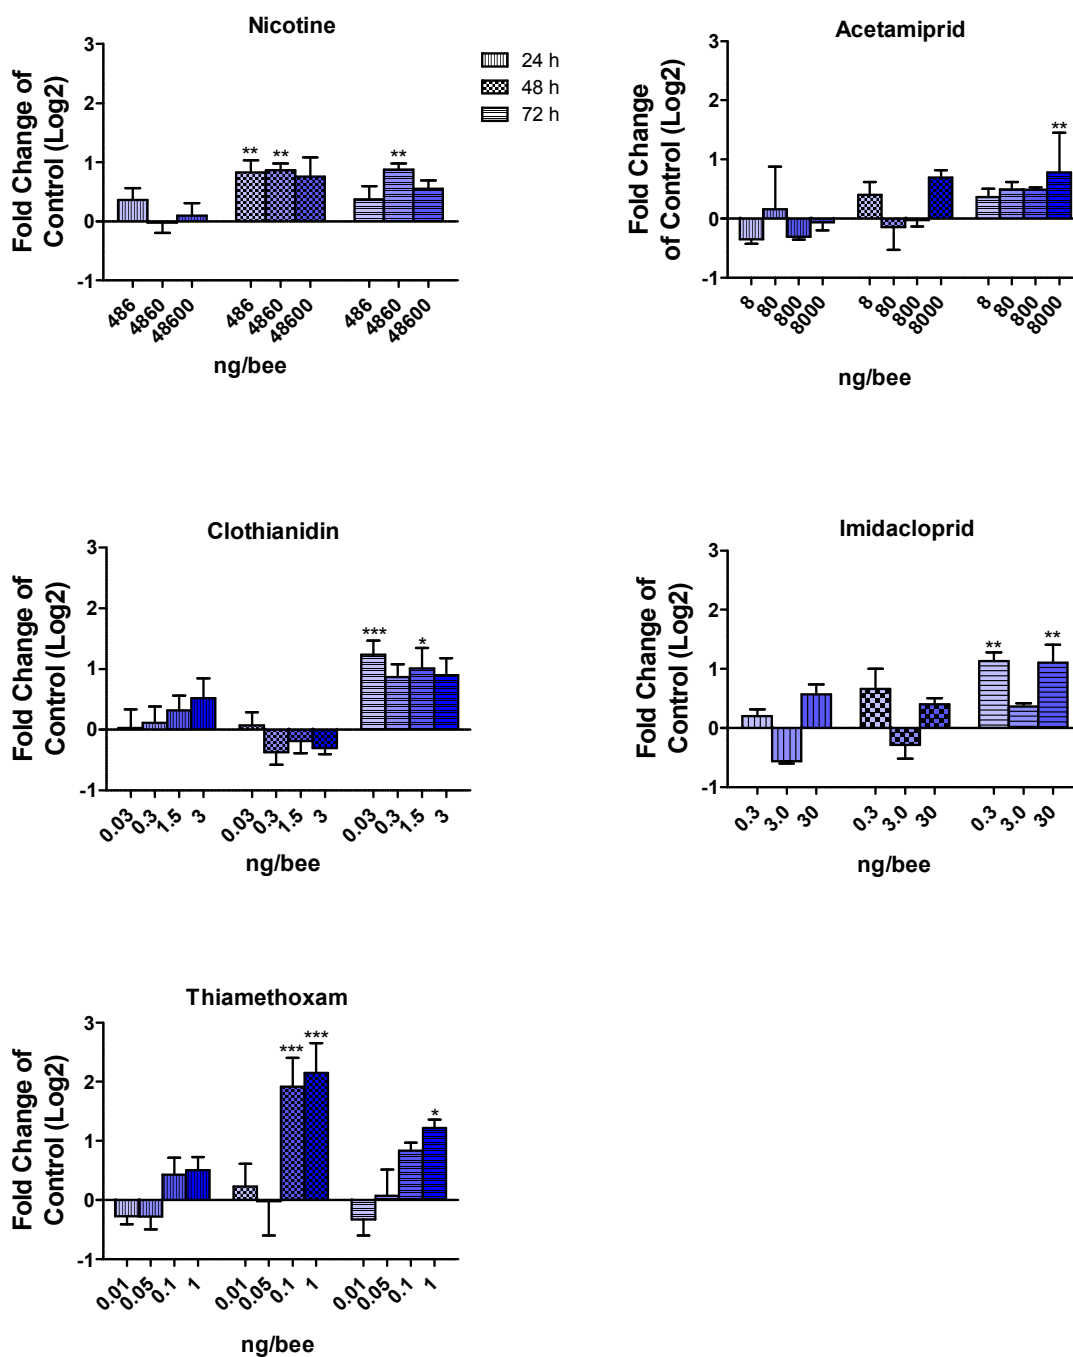 Nicotine
3
2
1
0
-1
Fold Change of
Control (Log2)
** ** **
486 4860 48600 486 4860 48600 486 4860 48600
ng/bee
24 h
48 h
72 h
Acetamiprid
3
2
1
0
-1
Fold Change
of Control (Log2)
**
8 80 800 8000 8 80 800 8000 8 80 800 8000
ng/bee
Clothianidin
3
2
1
0
-1
Fold Change of
Control (Log2)
*** *
0.03 0.3 1.5 3 0.03 0.3 1.5 3 0.03 0.3 1.5 3
ng/bee
Imidacloprid
3
2
1
0
-1
Fold Change of
Control (Log2)
** **
0.3 3.0 30 0.3 3.0 30 0.3 3.0 30
ng/bee
Thiamethoxam
3
2
1
0
-1
Fold Change of
Control (Log2)
*** *** *
0.01 0.05 0.1 1 0.01 0.05 0.1 1 0.01 0.05 0.1 1
ng/bee